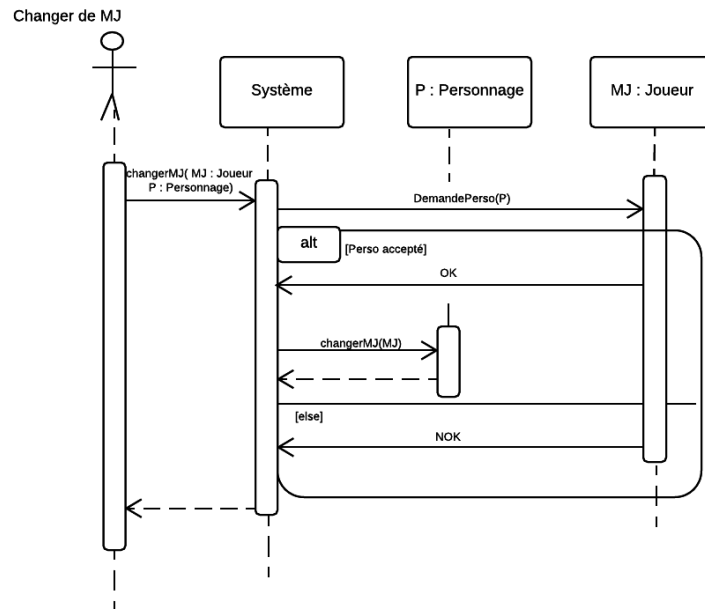 Changer de MJ
Système
P : Personnage
MJ : Joueur
changerMJ( MJ : Joueur
P : Personnage)
DemandePerso(P)
alt
[Perso accepté]
OK
changerMJ(MJ)
[else]
NOK